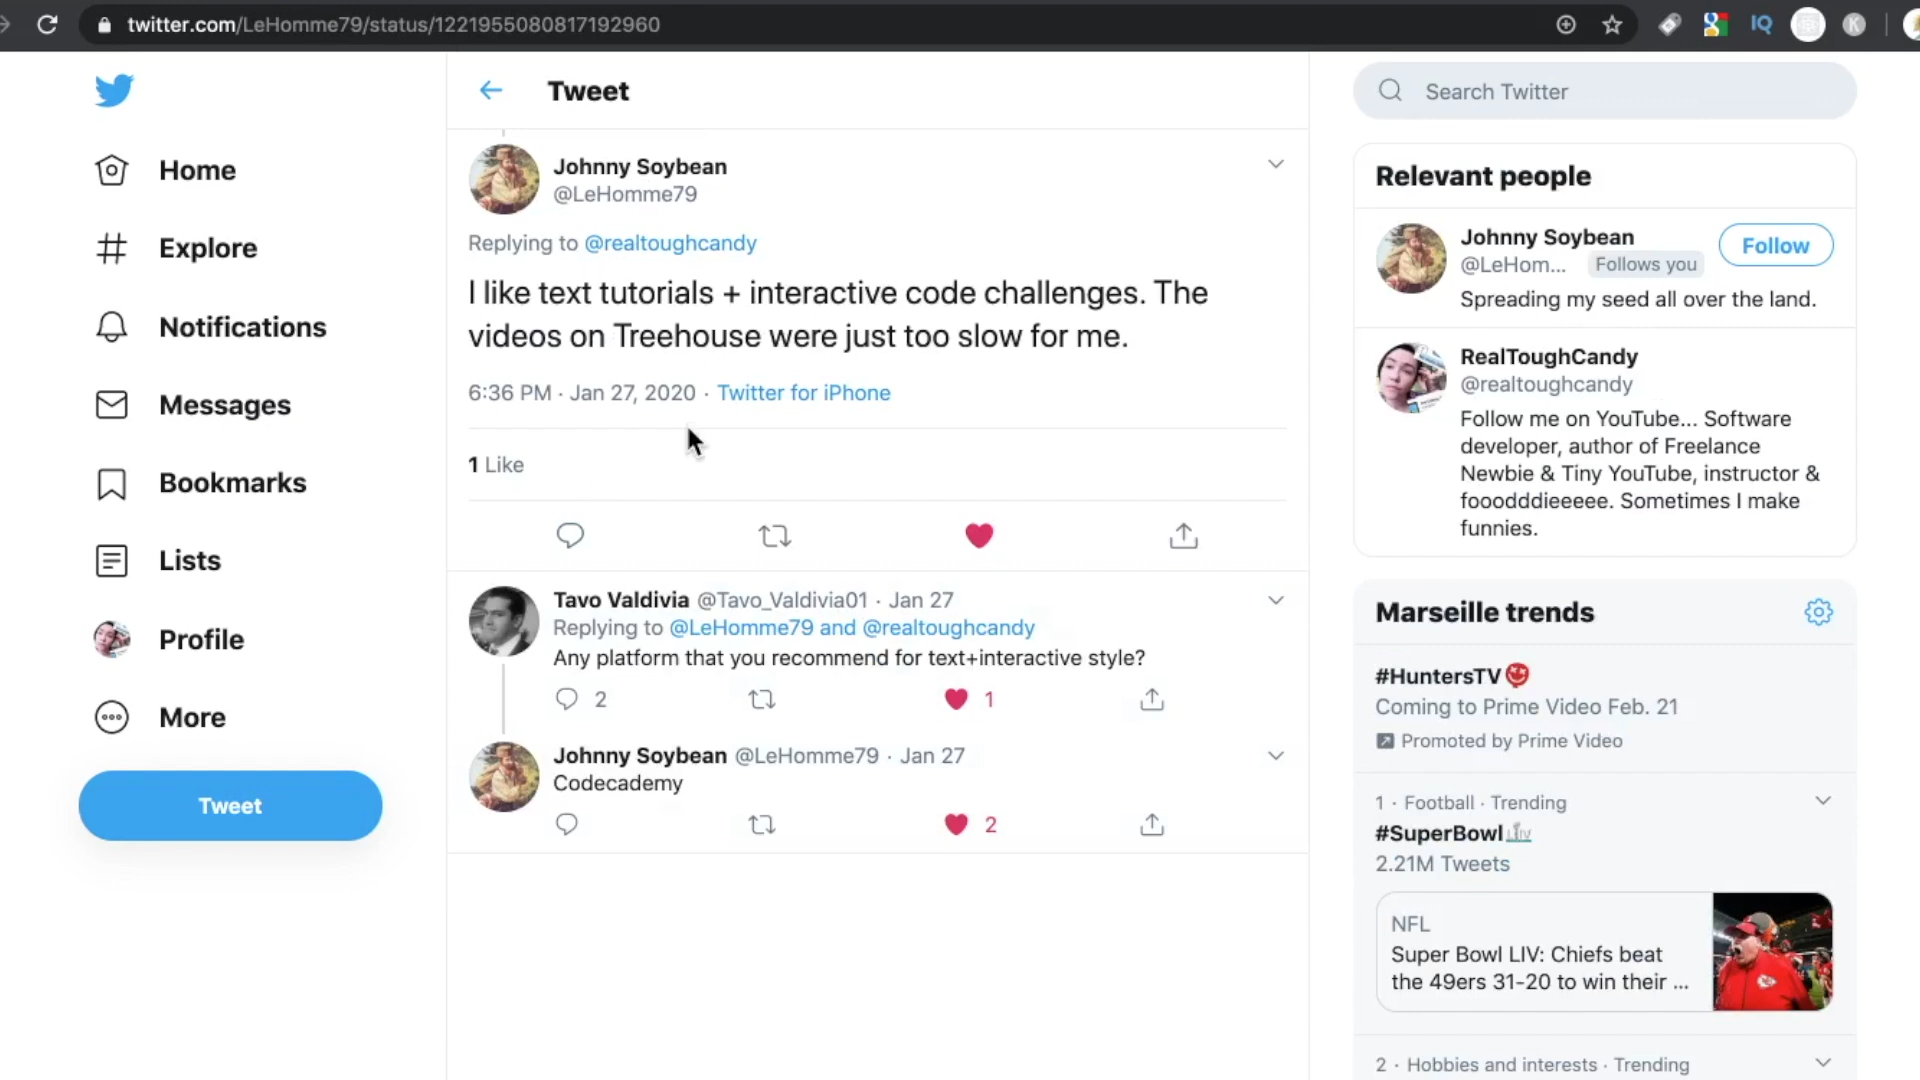 twitter.com/LeHomme79/status/1221955080817192960
IQ
K
Tweet
Search Twitter
Home
Explore
Notifications
Messages
Bookmarks
Lists
Profile
More
Tweet
Johnny Soybean
@LeHomme79
Replying to @realtoughcandy
I like text tutorials + interactive code challenges. The
videos on Treehouse were just too slow for me.
6:36 PM · Jan 27, 2020 · Twitter for iPhone
1 Like
Tavo Valdivia @Tavo_Valdivia01 · Jan 27
Replying to @LeHomme79 and @realtoughcandy
Any platform that you recommend for text+interactive style?
2
1
Johnny Soybean @LeHomme79 · Jan 27
Codecademy
2
Relevant people
Johnny Soybean
@LeHom... Follows you
Follow
Spreading my seed all over the land.
RealToughCandy
@realtoughcandy
Follow me on YouTube... Software
developer, author of Freelance
Newbie & Tiny YouTube, instructor &
fooodddieeeee. Sometimes I make
funnies.
Marseille trends
#HuntersTV
Coming to Prime Video Feb. 21
Promoted by Prime Video
1 · Football · Trending
#SuperBowl
2.21M Tweets
NFL
Super Bowl LIV: Chiefs beat
the 49ers 31-20 to win their ...
2 · Hobbies and interests · Trending